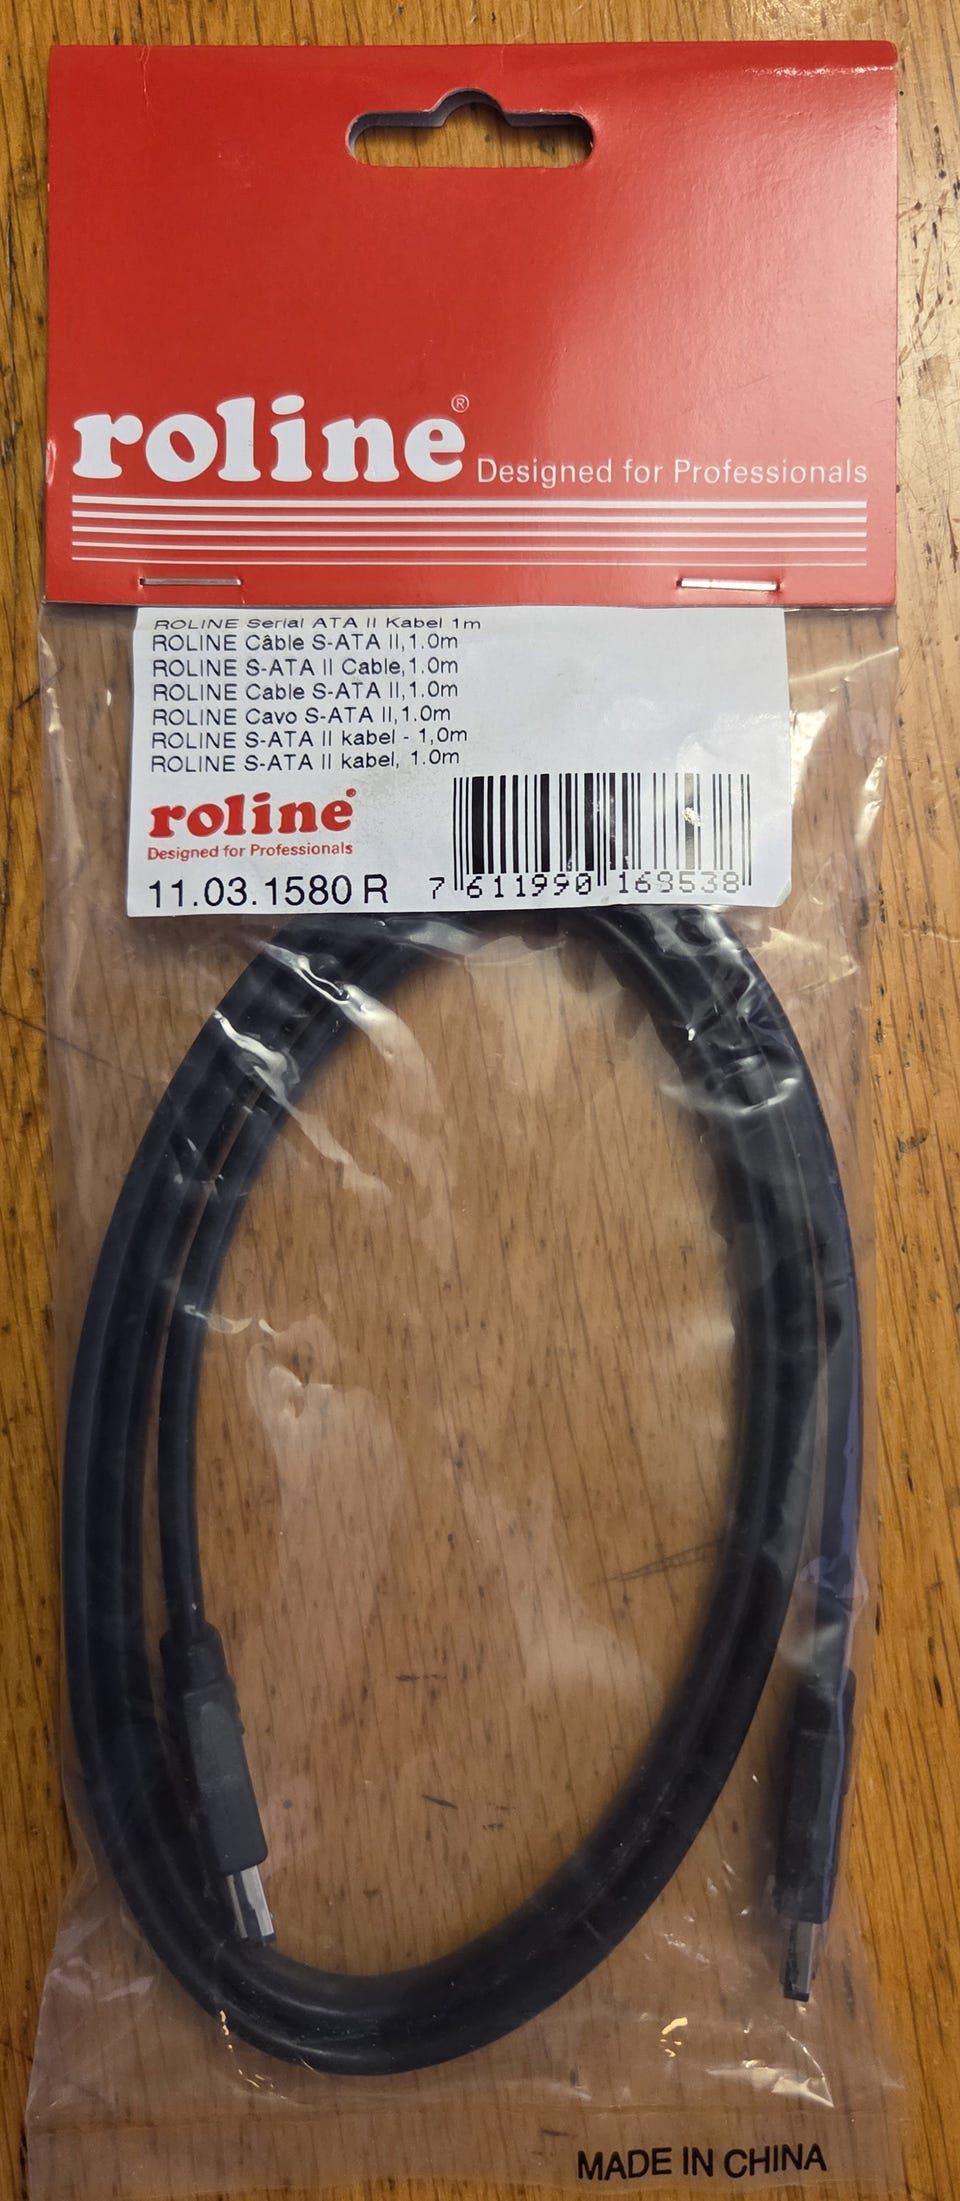 roline® Designed for Professionals
ROLINE Serial ATA II Kabel 1m
ROLINE Câble S-ATA II,1.0m
ROLINE S-ATA II Cable,1.0m
ROLINE Cable S-ATA II,1.0m
ROLINE Cavo S-ATA II,1.0m
ROLINE S-ATA II kabel - 1,0m
ROLINE S-ATA II kabel, 1.0m
roline®
Designed for Professionals
11.03.1580 R
7 611990 168538
MADE IN CHINA